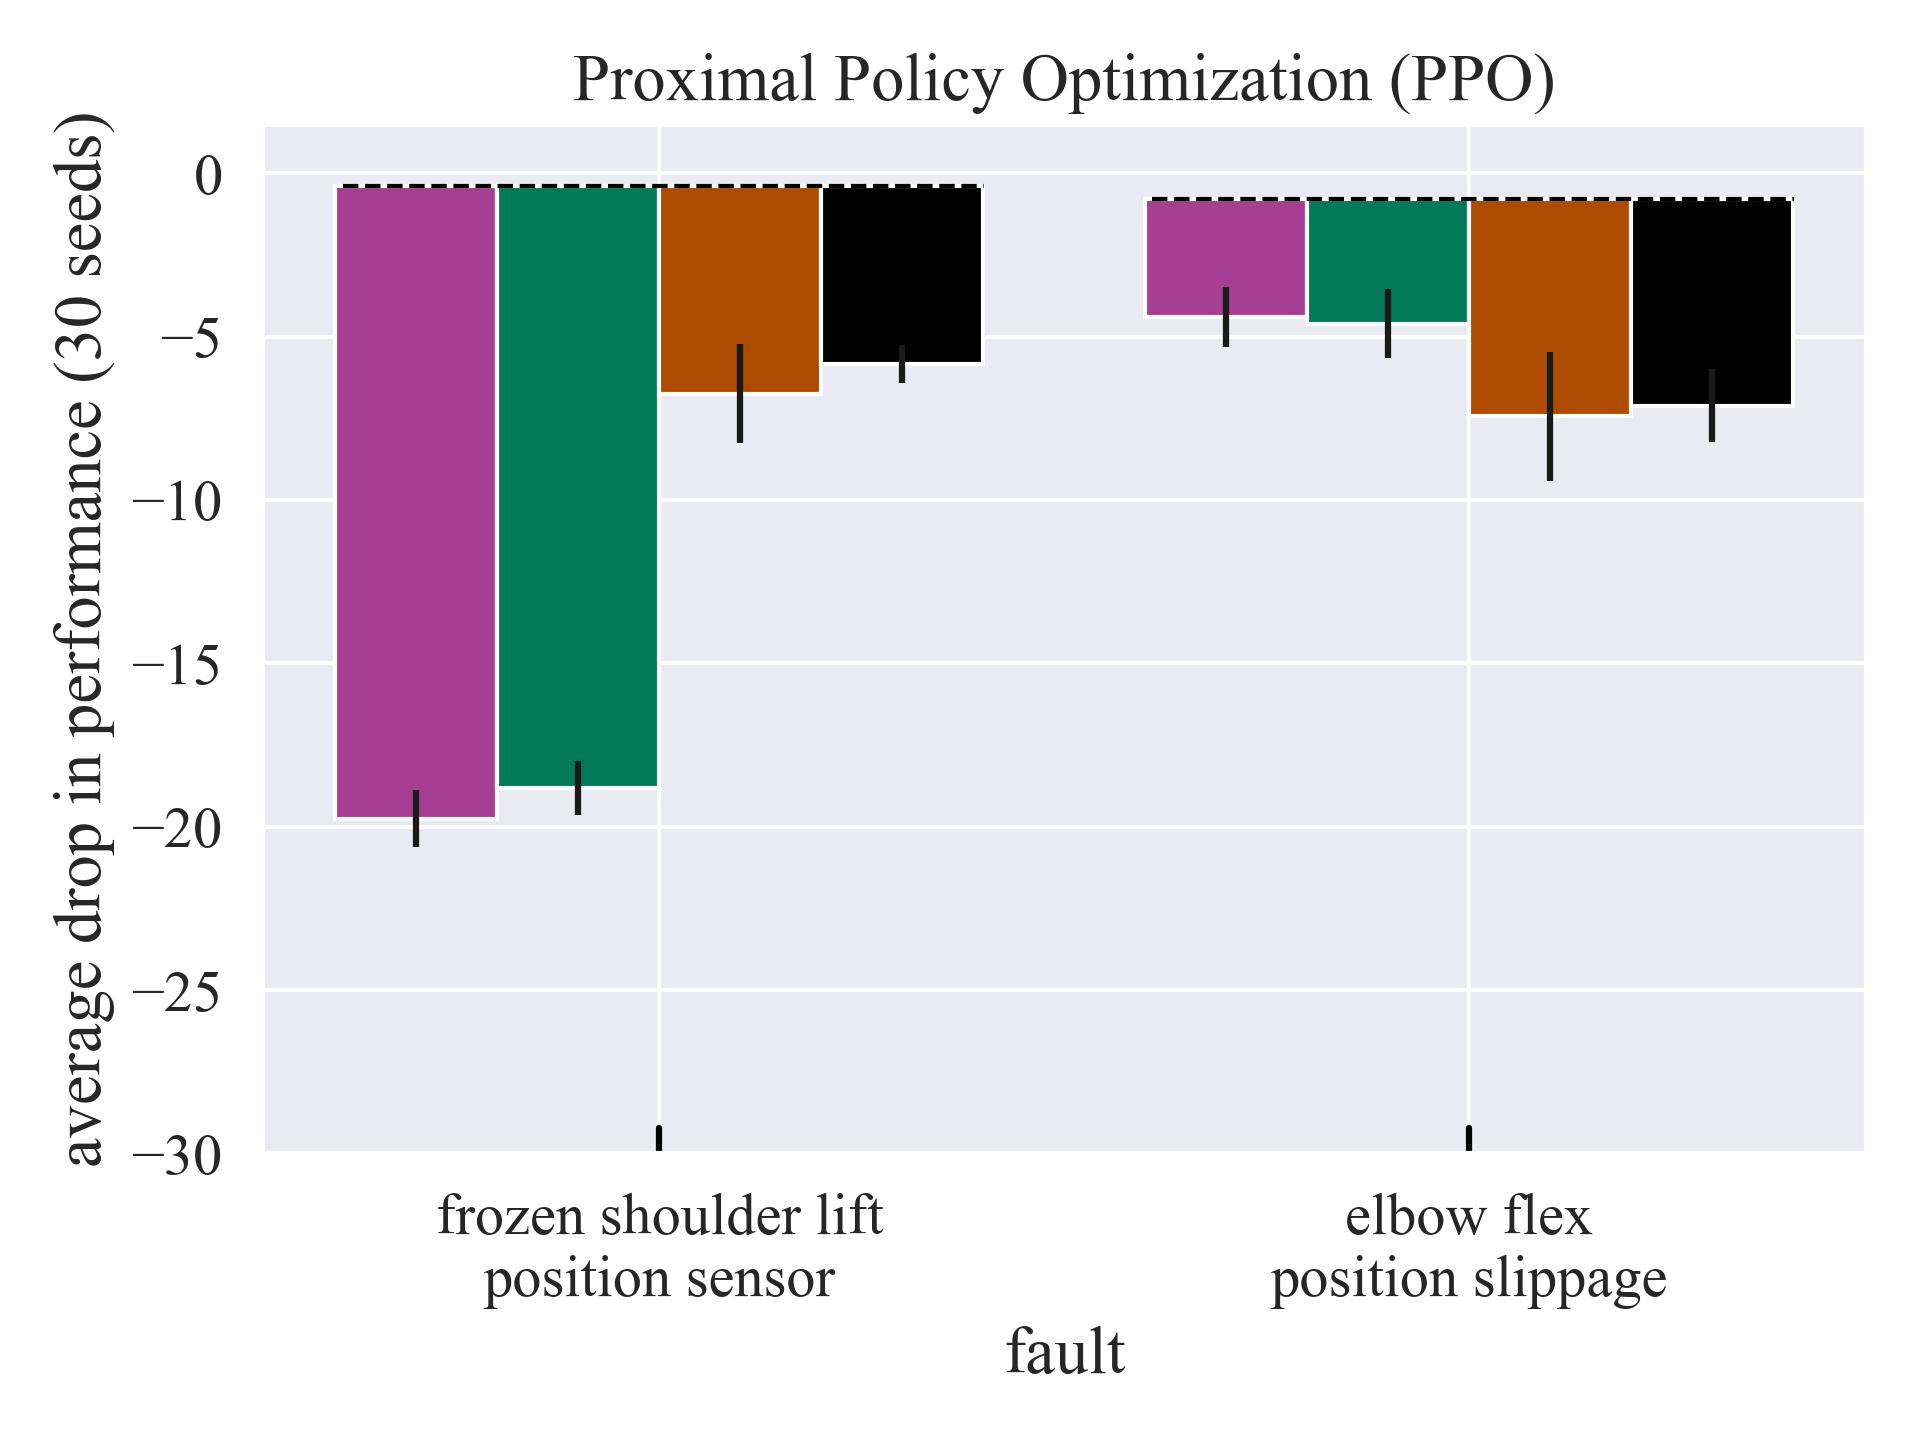 Proximal Policy Optimization (PPO)
average drop in performance (30 seeds)
0
−5
−10
−15
−20
−25
−30
frozen shoulder lift
position sensor
elbow flex
position slippage
fault